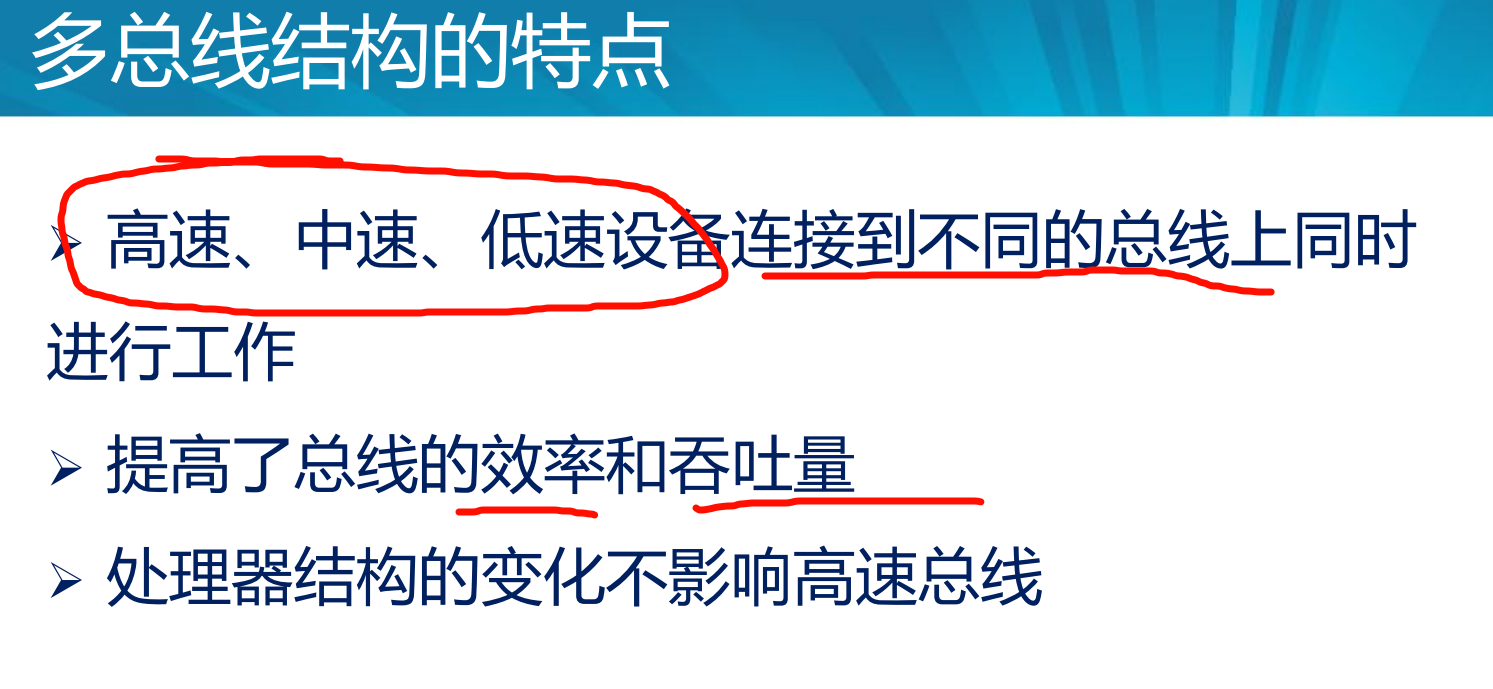 多总线结构的特点
➢ 高速、中速、低速设备连接到不同的总线上同时
进行工作
➢ 提高了总线的效率和吞吐量
➢ 处理器结构的变化不影响高速总线